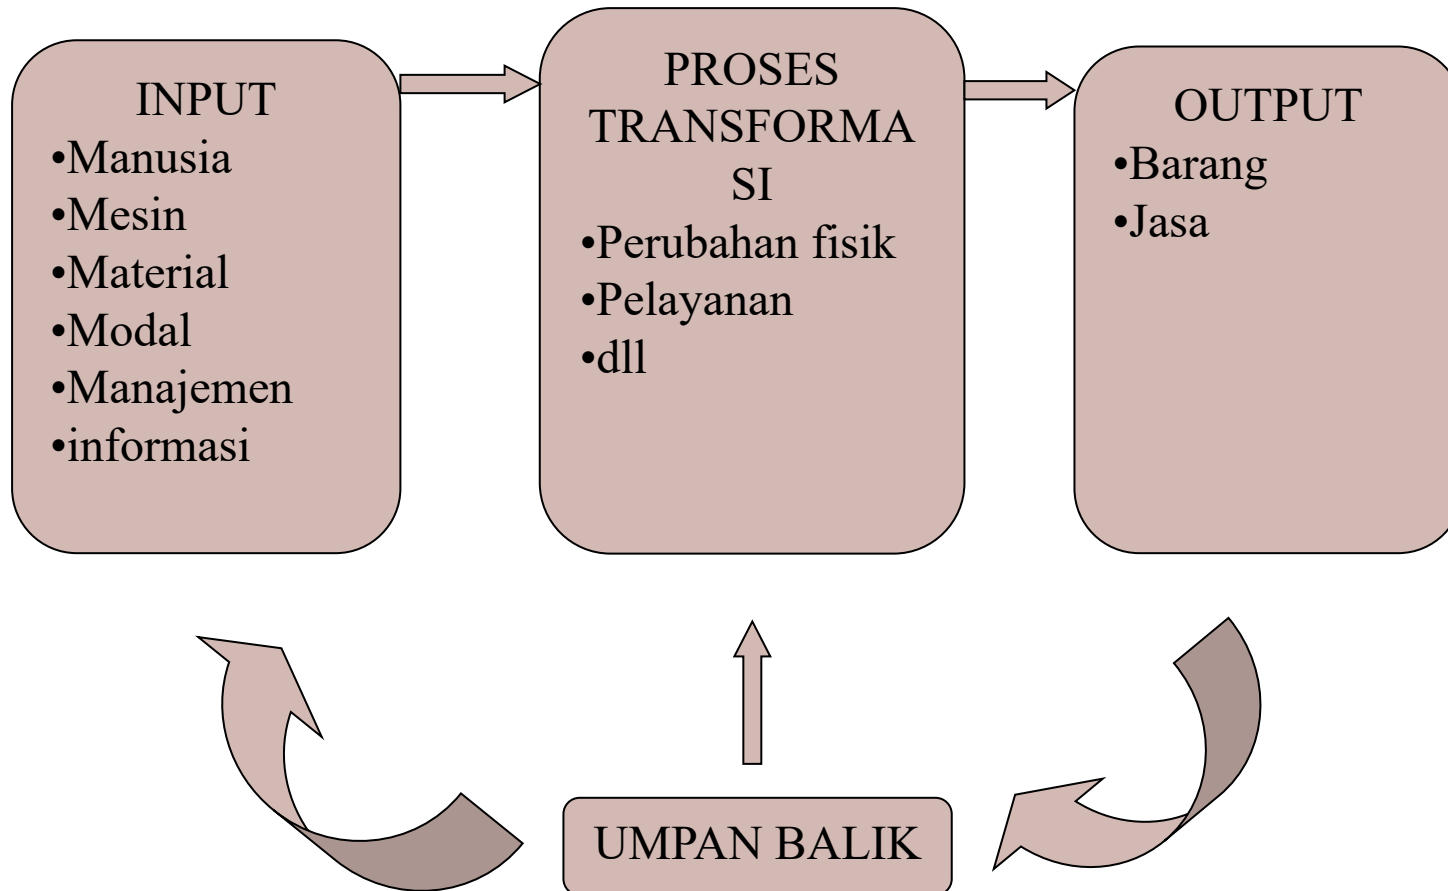 INPUT
•Manusia
•Mesin
•Material
•Modal
•Manajemen
•informasi
PROSES
TRANSFORMA
SI
•Perubahan fisik
•Pelayanan
•dll
OUTPUT
•Barang
•Jasa
UMPAN BALIK